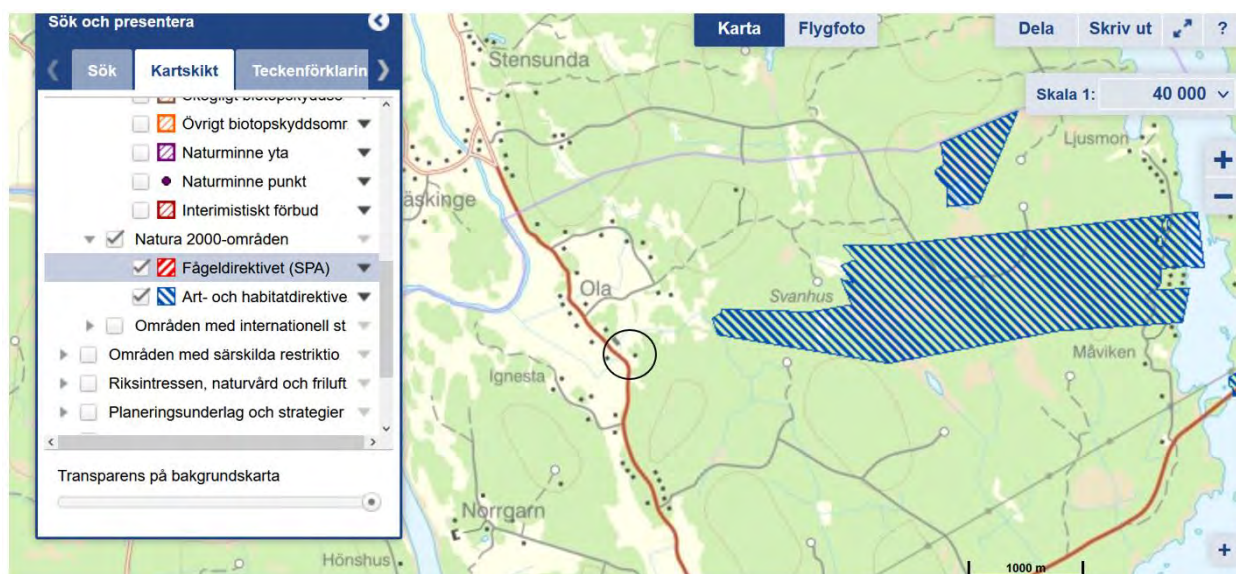 Sök och presentera
Sök
Kartskikt
Teckenförklarin
Skogligt biotopskyddso
Övrigt biotopskyddsomr
Naturminne yta
Naturminne punkt
Interimistiskt förbud
Natura 2000-områden
Fågeldirektivet (SPA)
Art- och habitatdirektive
Områden med internationell st
Områden med särskilda restriktio
Riksintressen, naturvård och friluft
Planeringsunderlag och strategier
Transparens på bakgrundskarta
Karta
Flygfoto
Dela
Skriv ut
?
Skala 1: 40 000
+
−
Stensunda
äskinge
Ljusmon
Ola
Svanhus
Ignesta
Måviken
Norrgarn
Hönshus
1000 m
+